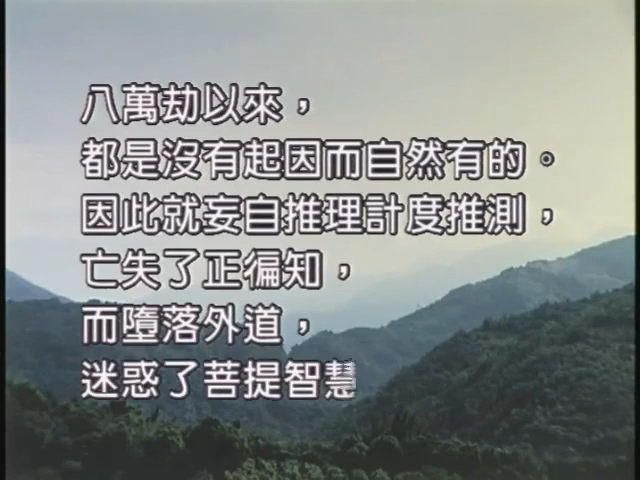 八萬劫以來，
都是沒有起因而自然有的。
因此就妄自推理計度推測，
亡失了正徧知，
而墮落外道，
迷惑了菩提智慧